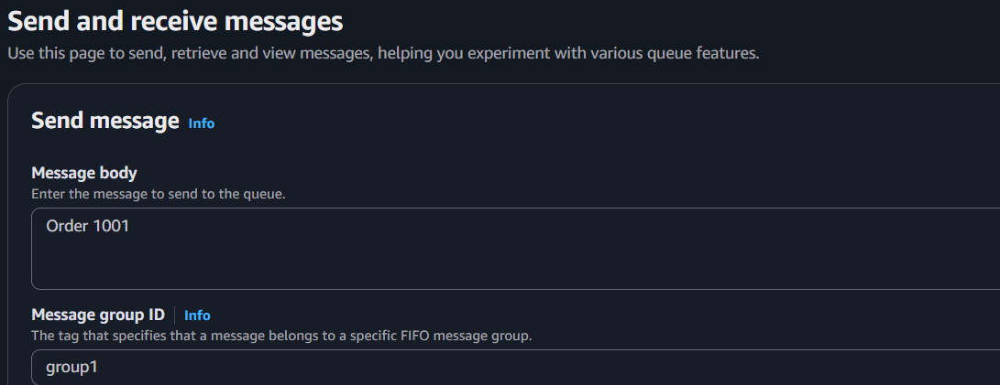 Send and receive messages
Use this page to send, retrieve and view messages, helping you experiment with various queue features.
Send message Info
Message body
Enter the message to send to the queue.
Order 1001
Message group ID Info
The tag that specifies that a message belongs to a specific FIFO message group.
group1